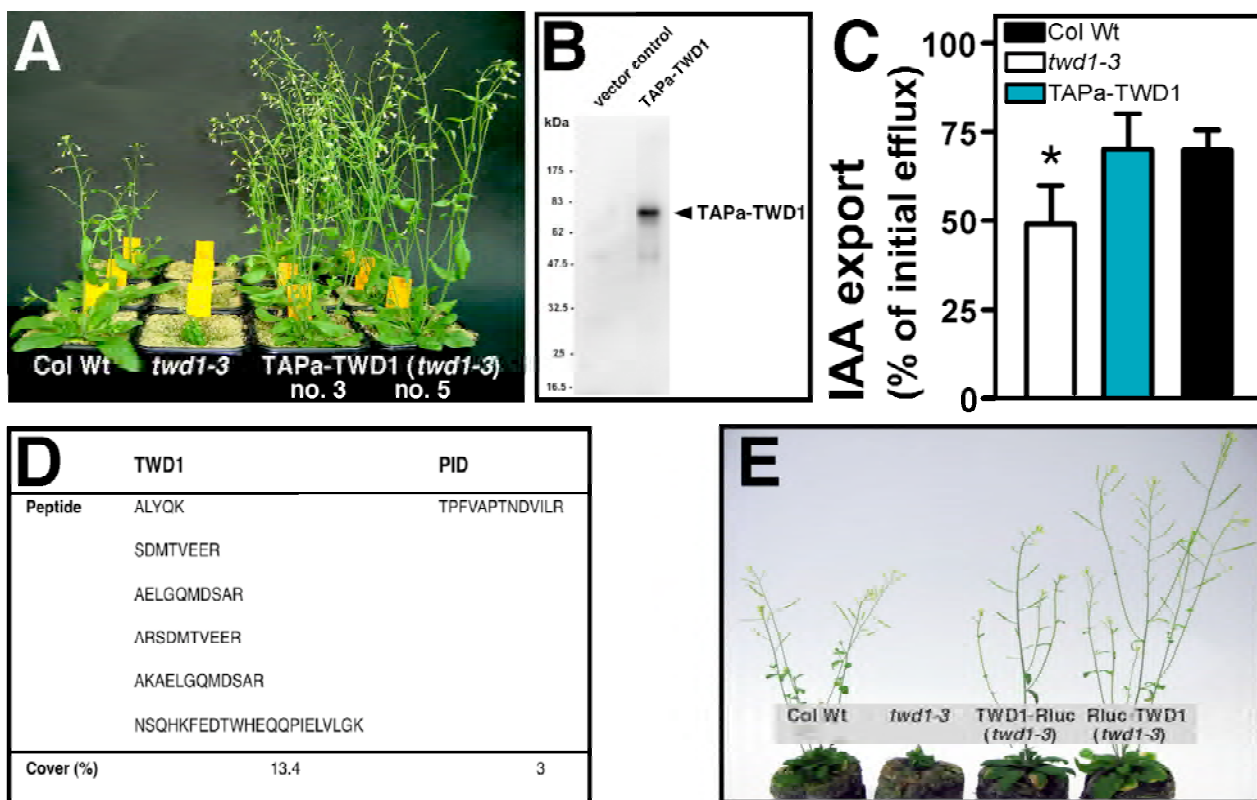 A
Col Wt
twd1-3
TAPa-TWD1 (twd1-3)
no. 3
no. 5
B
vector control
TAPa-TWD1
kDa
175 -
83 -
62 -
47.5 -
32.5 -
25 -
16.5 -
TAPa-TWD1
C
IAA export
(% of initial efflux)
100
75
50
25
0
Col Wt
twd1-3
TAPa-TWD1
*
D
TWD1 PID
Peptide ALYQK TPFVAPTNDVILR
SDMTVEER
AELGQMDSAR
ARSDMTVEER
AKAELGQMDSAR
NSQHKFEDTWHEQQPIELVLGK
Cover (%) 13.4 3
E
Col Wt
twd1-3
TWD1-Rluc
(twd1-3)
Rluc-TWD1
(twd1-3)